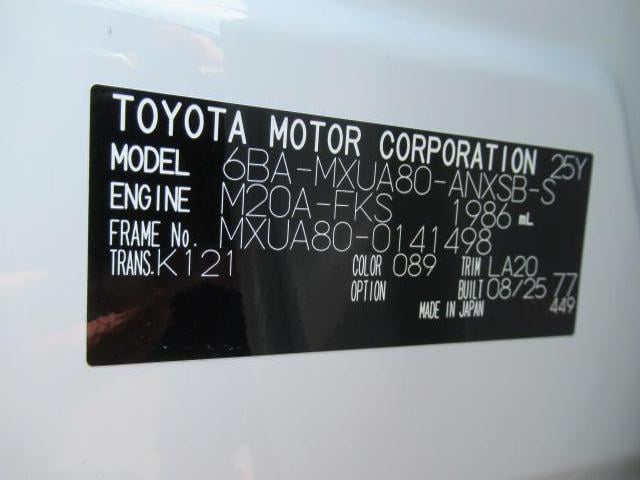 TOYOTA MOTOR CORPORATION 25Y
MODEL 6BA-MXUA80-ANXSB-S
ENGINE M20A-FKS 1986 mL
FRAME No. MXUA80-0141498
TRANS. K121 COLOR 089 TRIM LA20
OPTION BUILT 08/25 77
MADE IN JAPAN 449